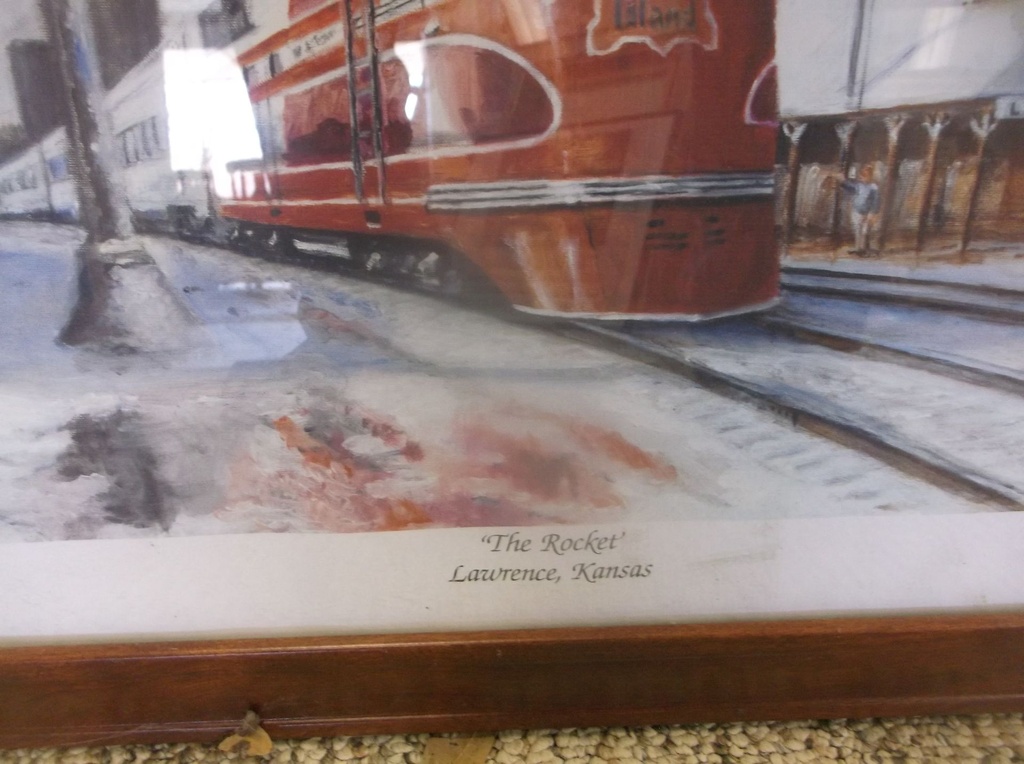 Island
'The Rocket'
Lawrence, Kansas